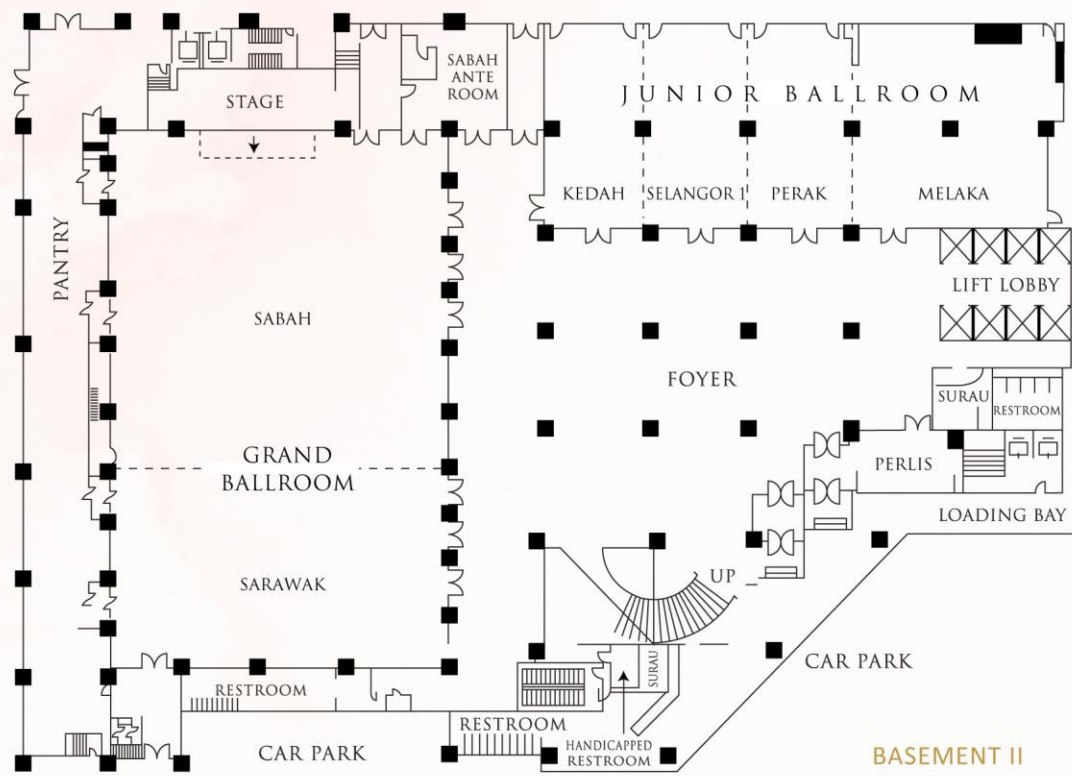 STAGE
SABAH
ANTE
ROOM
JUNIOR BALLROOM
KEDAH
SELANGOR 1
PERAK
MELAKA
PANTRY
LIFT LOBBY
SABAH
FOYER
SURAU
RESTROOM
GRAND
BALLROOM
PERLIS
LOADING BAY
SARAWAK
UP
CAR PARK
SURAU
RESTROOM
RESTROOM
CAR PARK
HANDICAPPED
RESTROOM
BASEMENT II